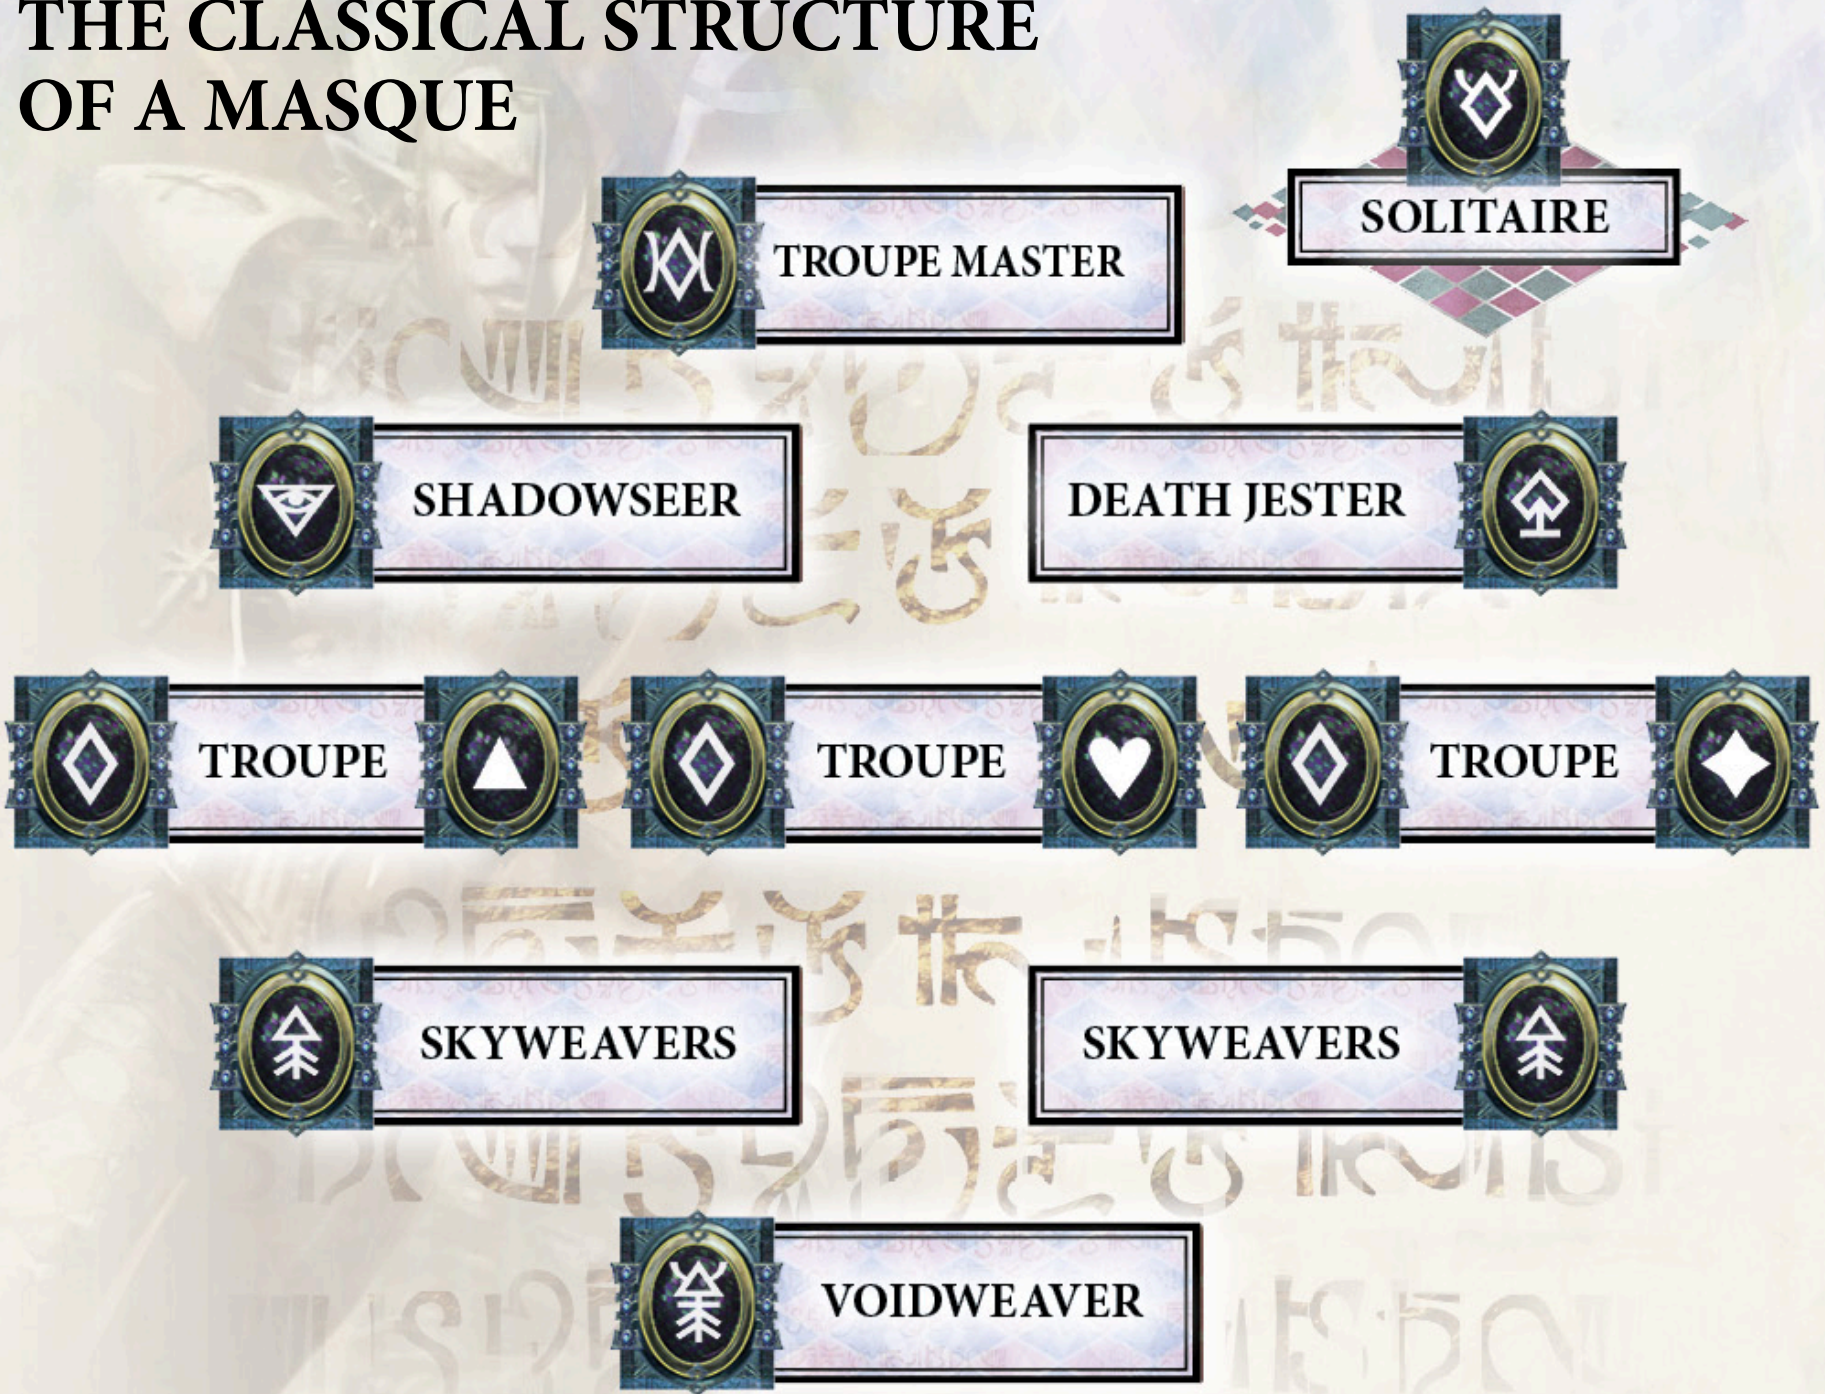 THE CLASSICAL STRUCTURE
OF A MASQUE
SOLITAIRE
TROUPE MASTER
SHADOWSEER
DEATH JESTER
TROUPE
TROUPE
TROUPE
SKYWEAVERS
SKYWEAVERS
VOIDWEAVER